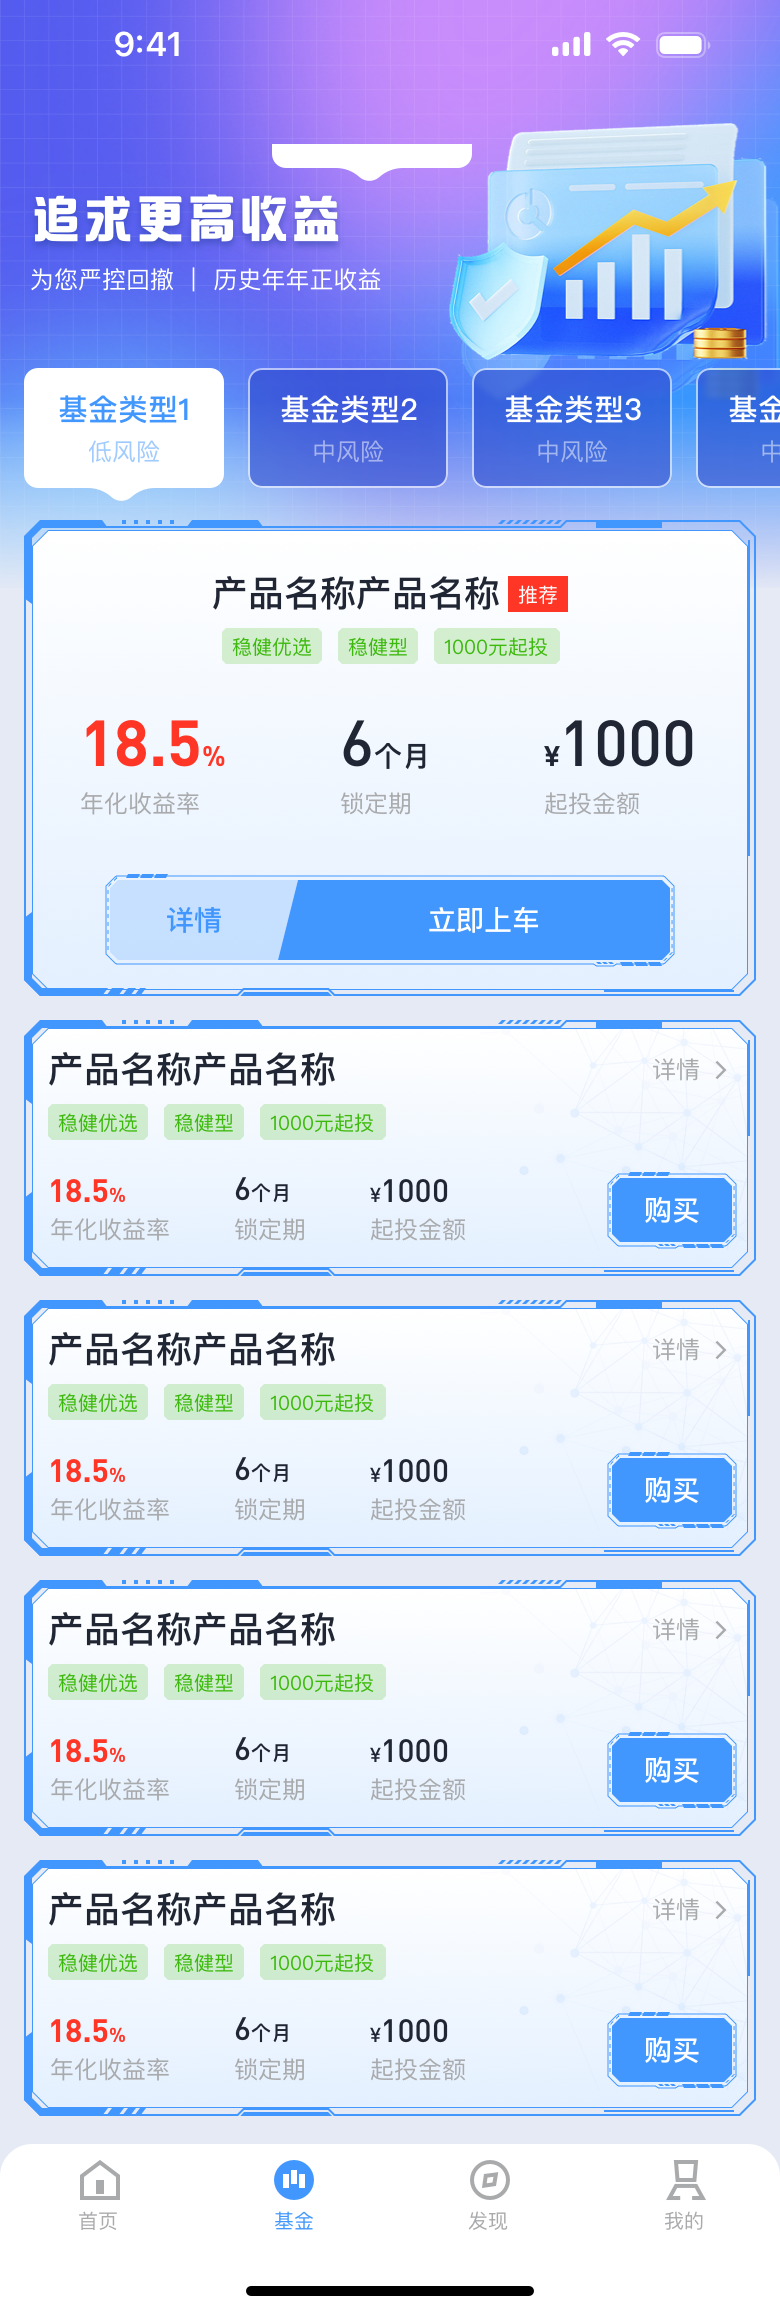 9:41
追求更高收益
为您严控回撤 | 历史年年正收益
基金类型1 基金类型2 基金类型3 基金
低风险 中风险 中风险 中
产品名称产品名称 推荐
稳健优选 稳健型 1000元起投
18.5% 6个月 ¥1000
年化收益率 锁定期 起投金额
详情 立即上车
产品名称产品名称 详情
稳健优选 稳健型 1000元起投
18.5% 6个月 ¥1000
年化收益率 锁定期 起投金额 购买
产品名称产品名称 详情
稳健优选 稳健型 1000元起投
18.5% 6个月 ¥1000
年化收益率 锁定期 起投金额 购买
产品名称产品名称 详情
稳健优选 稳健型 1000元起投
18.5% 6个月 ¥1000
年化收益率 锁定期 起投金额 购买
产品名称产品名称 详情
稳健优选 稳健型 1000元起投
18.5% 6个月 ¥1000
年化收益率 锁定期 起投金额 购买
首页 基金 发现 我的